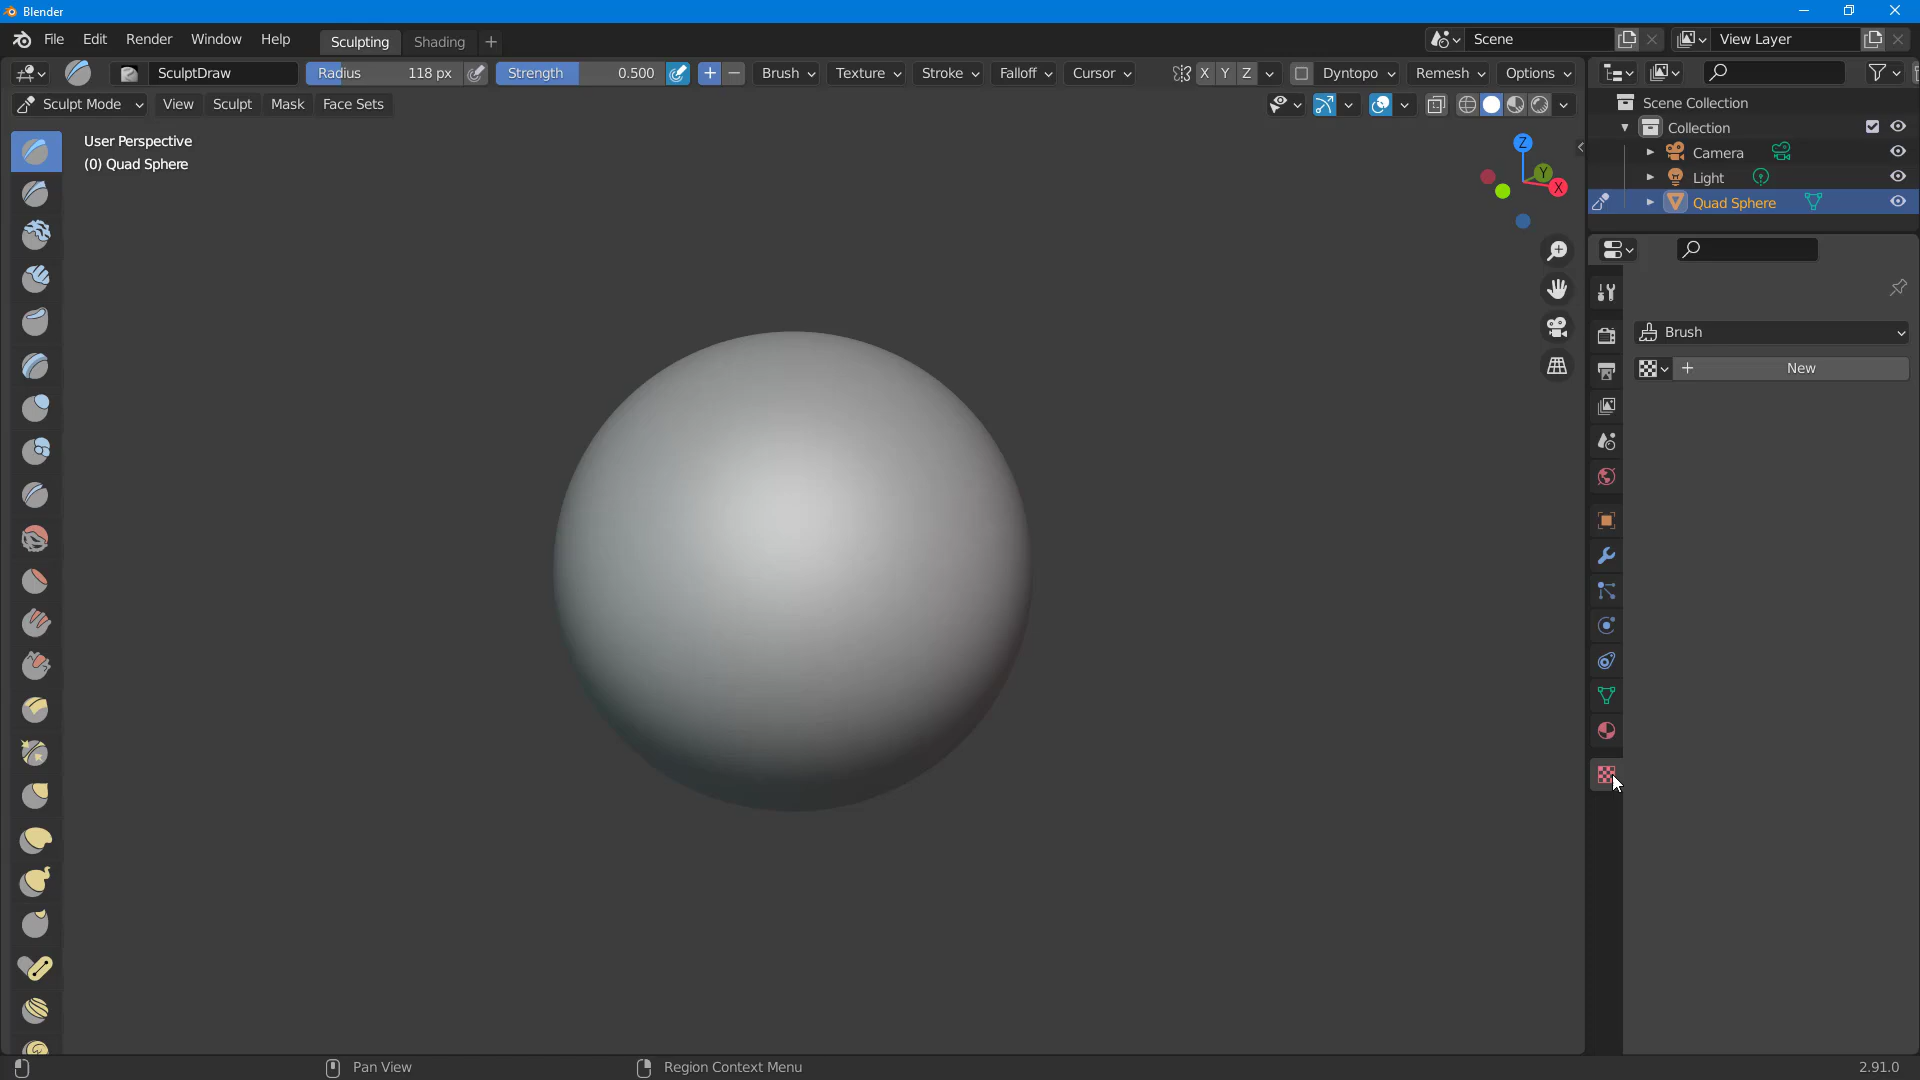 Blender
File Edit Render Window Help Sculpting Shading + Scene View Layer
SculptDraw Radius 118 px Strength 0.500 + − Brush Texture Stroke Falloff Cursor X Y Z Dyntopo Remesh Options
Sculpt Mode View Sculpt Mask Face Sets
User Perspective
(0) Quad Sphere
Z
Y
X
Scene Collection
Collection
Camera
Light
Quad Sphere
Brush
+ New
Pan View Region Context Menu 2.91.0